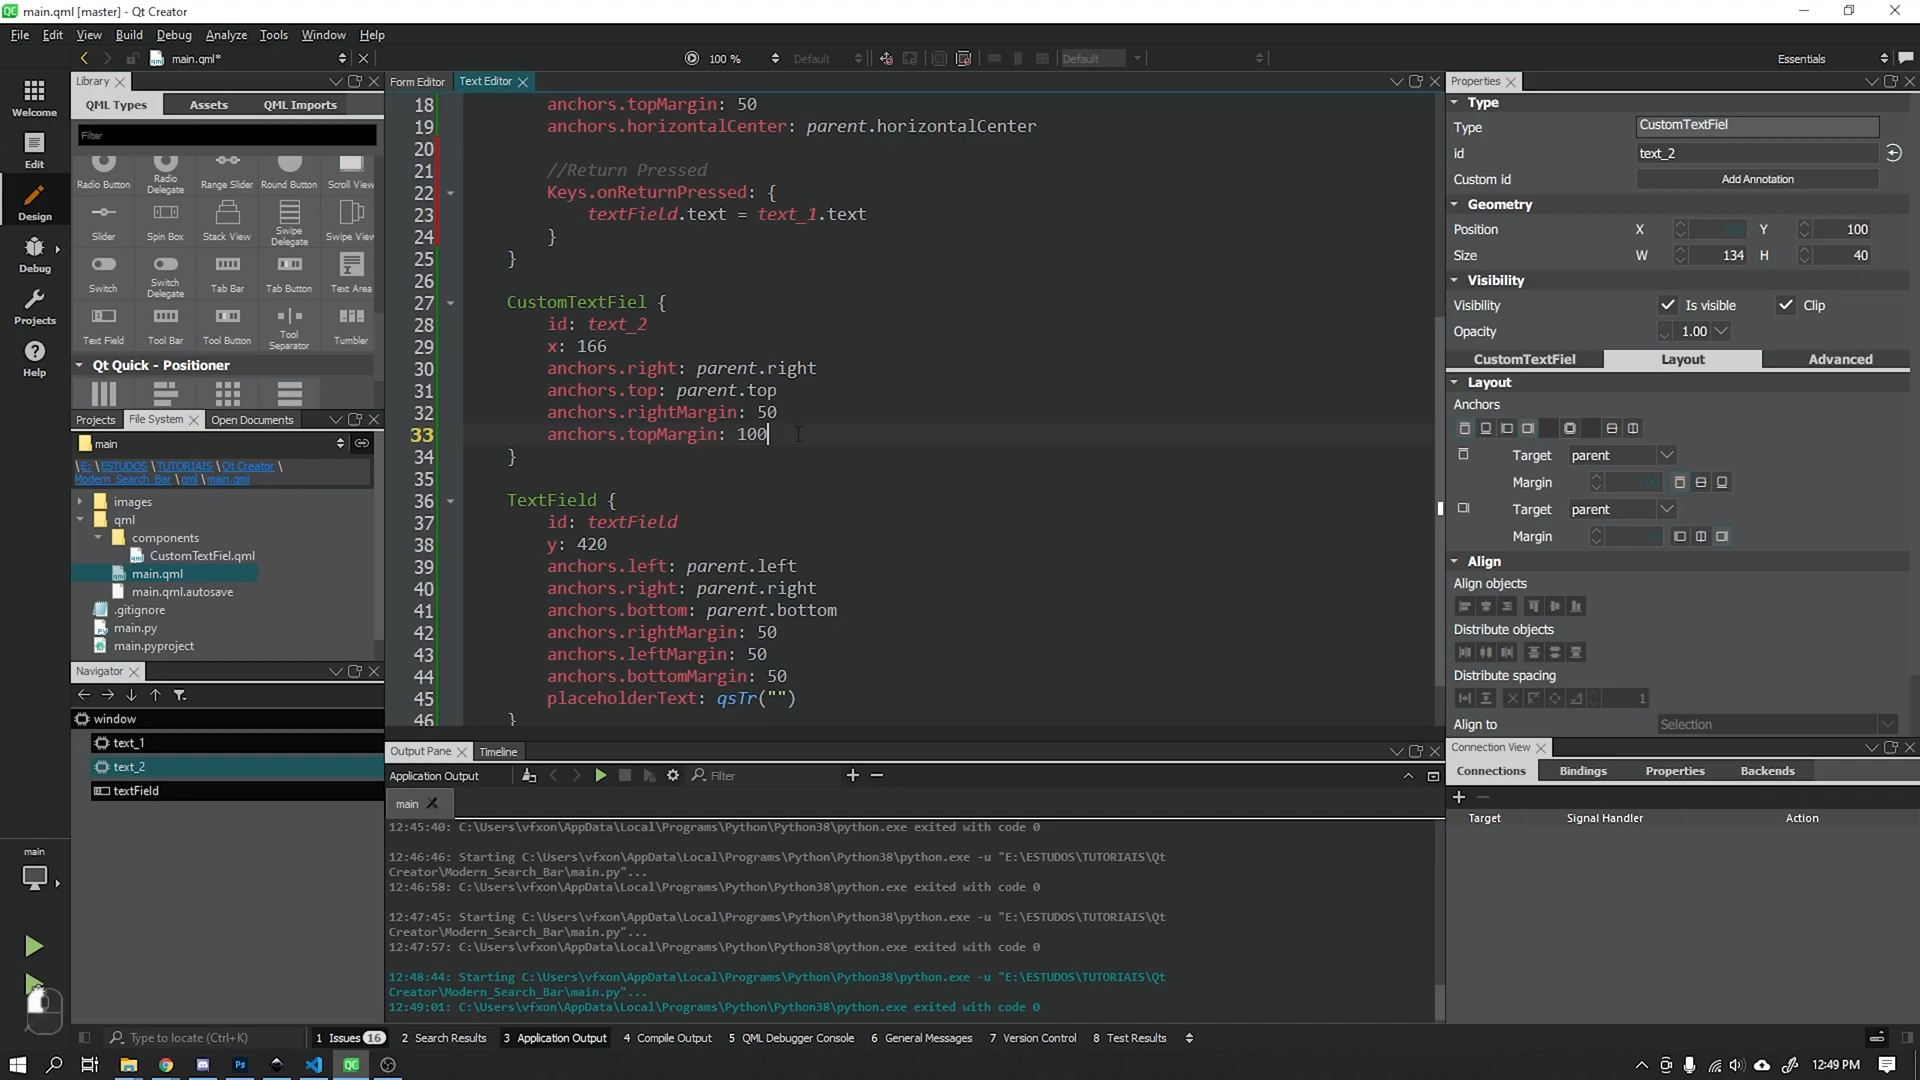 main.qml [master] - Qt Creator
File Edit View Build Debug Analyze Tools Window Help
main.qml* 100 % Default Default Essentials
Library
QML Types Assets QML Imports
Filter
Radio Button Radio Delegate Range Slider Round Button Scroll View
Slider Spin Box Stack View Swipe Delegate Swipe View
Switch Switch Delegate Tab Bar Tab Button Text Area
Text Field Tool Bar Tool Button Tool Separator Tumbler
Qt Quick - Positioner
Welcome
Edit
Design
Debug
Projects
Help
Projects File System Open Documents
main
\E: \ESTUDOS \TUTORIAIS \Qt Creator \
Modern_Search_Bar \qml \main.qml
images
qml
components
CustomTextFiel.qml
main.qml
main.qml.autosave
.gitignore
main.py
main.pyproject
Navigator
window
text_1
text_2
textField
main
Form Editor Text Editor
18 anchors.topMargin: 50
19 anchors.horizontalCenter: parent.horizontalCenter
20
21 //Return Pressed
22 Keys.onReturnPressed: {
23 textField.text = text_1.text
24 }
25 }
26
27 CustomTextFiel {
28 id: text_2
29 x: 166
30 anchors.right: parent.right
31 anchors.top: parent.top
32 anchors.rightMargin: 50
33 anchors.topMargin: 100
34 }
35
36 TextField {
37 id: textField
38 y: 420
39 anchors.left: parent.left
40 anchors.right: parent.right
41 anchors.bottom: parent.bottom
42 anchors.rightMargin: 50
43 anchors.leftMargin: 50
44 anchors.bottomMargin: 50
45 placeholderText: qsTr("")
46 }
Output Pane Timeline
Application Output Filter
main
12:45:40: C:\Users\vfxon\AppData\Local\Programs\Python\Python38\python.exe exited with code 0
12:46:46: Starting C:\Users\vfxon\AppData\Local\Programs\Python\Python38\python.exe -u "E:\ESTUDOS\TUTORIAIS\Qt
Creator\Modern_Search_Bar\main.py"...
12:46:58: C:\Users\vfxon\AppData\Local\Programs\Python\Python38\python.exe exited with code 0
12:47:45: Starting C:\Users\vfxon\AppData\Local\Programs\Python\Python38\python.exe -u "E:\ESTUDOS\TUTORIAIS\Qt
Creator\Modern_Search_Bar\main.py"...
12:47:57: C:\Users\vfxon\AppData\Local\Programs\Python\Python38\python.exe exited with code 0
12:48:44: Starting C:\Users\vfxon\AppData\Local\Programs\Python\Python38\python.exe -u "E:\ESTUDOS\TUTORIAIS\Qt
Creator\Modern_Search_Bar\main.py"...
12:49:01: C:\Users\vfxon\AppData\Local\Programs\Python\Python38\python.exe exited with code 0
Properties
Type
Type CustomTextFiel
id text_2
Custom id Add Annotation
Geometry
Position X Y 100
Size W 134 H 40
Visibility
Visibility Is visible Clip
Opacity 1.00
CustomTextFiel Layout Advanced
Layout
Anchors
Target parent
Margin 100
Target parent
Margin 50
Align
Align objects
Distribute objects
Distribute spacing
1
Align to Selection
Connection View
Connections Bindings Properties Backends
Target Signal Handler Action
Type to locate (Ctrl+K) 1 Issues 16 2 Search Results 3 Application Output 4 Compile Output 5 QML Debugger Console 6 General Messages 7 Version Control 8 Test Results
12:49 PM